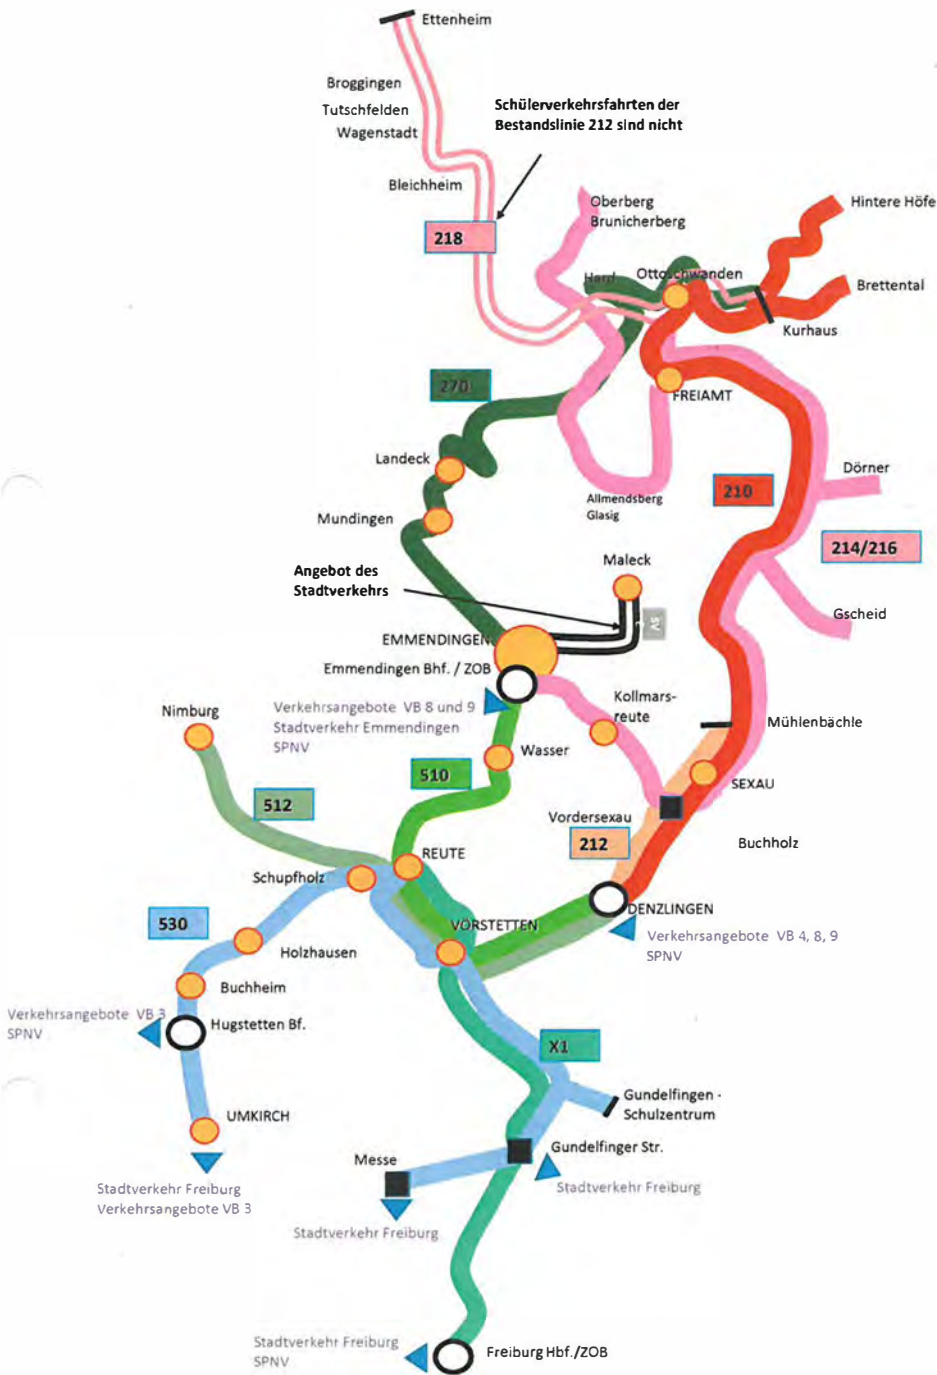 Ettenheim
Broggingen
Tutschfelden
Wagenstadt
Schülerverkehrsfahrten der
Bestandslinie 212 sind nicht
Bleichheim
218
Oberberg
Brunicherberg
Hintere Höfe
Hard
Ottoschwanden
Brettental
Kurhaus
270
FREIAMT
Landeck
Dörner
210
Allmendsberg
Glasig
Mundingen
214/216
Maleck
Angebot des
Stadtverkehrs
SV
Gscheid
EMMENDINGEN
Emmendingen Bhf. / ZOB
Kollmars-
reute
Verkehrsangebote VB 8 und 9
Stadtverkehr Emmendingen
SPNV
Nimburg
Mühlenbächle
Wasser
510
SEXAU
512
Vordersexau
212
Buchholz
REUTE
Schupfholz
DENZLINGEN
530
VÖRSTETTEN
Verkehrsangebote VB 4, 8, 9
SPNV
Holzhausen
Buchheim
Verkehrsangebote VB 3
SPNV
Hugstetten Bf.
X1
Gundelfingen -
Schulzentrum
UMKIRCH
Messe
Gundelfinger Str.
Stadtverkehr Freiburg
Verkehrsangebote VB 3
Stadtverkehr Freiburg
Stadtverkehr Freiburg
Stadtverkehr Freiburg
SPNV
Freiburg Hbf./ZOB